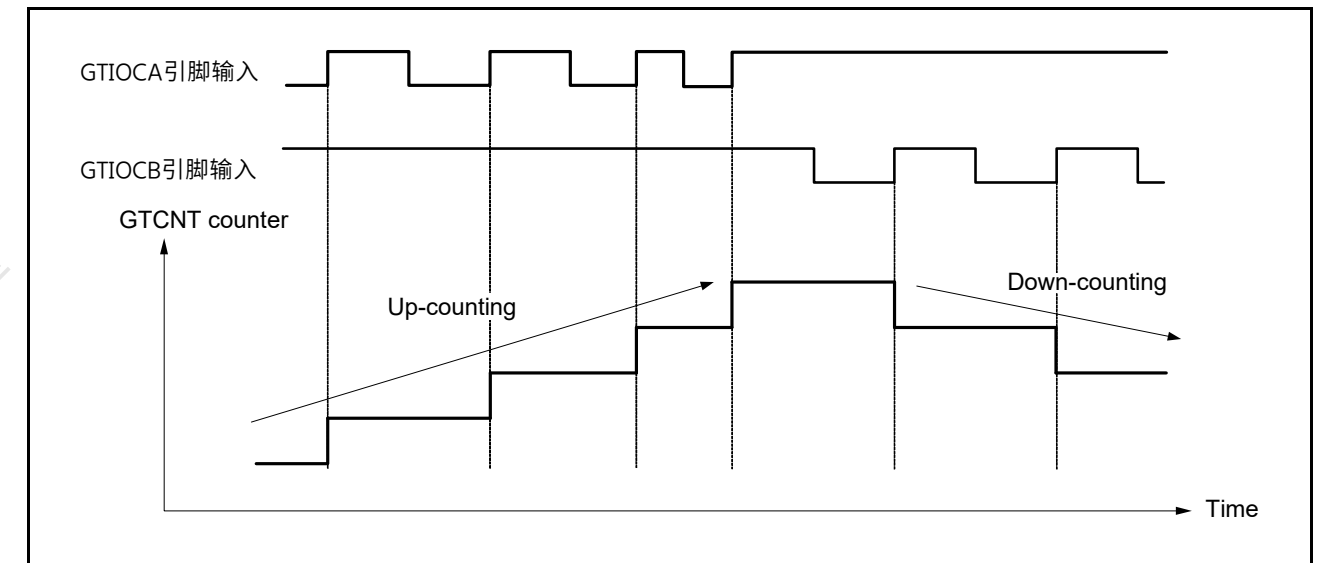 GTIOCA引脚输入
GTIOCB引脚输入
GTCNT counter
Up-counting
Down-counting
Time